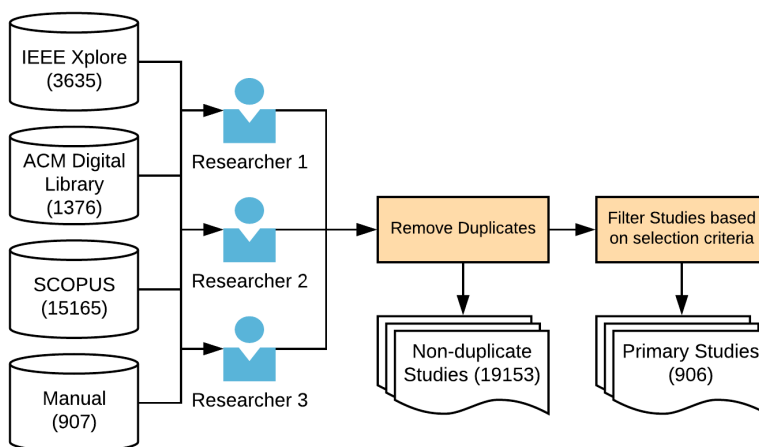 IEEE Xplore
(3635)
ACM Digital
Library
(1376)
SCOPUS
(15165)
Manual
(907)
Researcher 1
Researcher 2
Researcher 3
Remove Duplicates
Filter Studies based
on selection criteria
Non-duplicate
Studies (19153)
Primary Studies
(906)